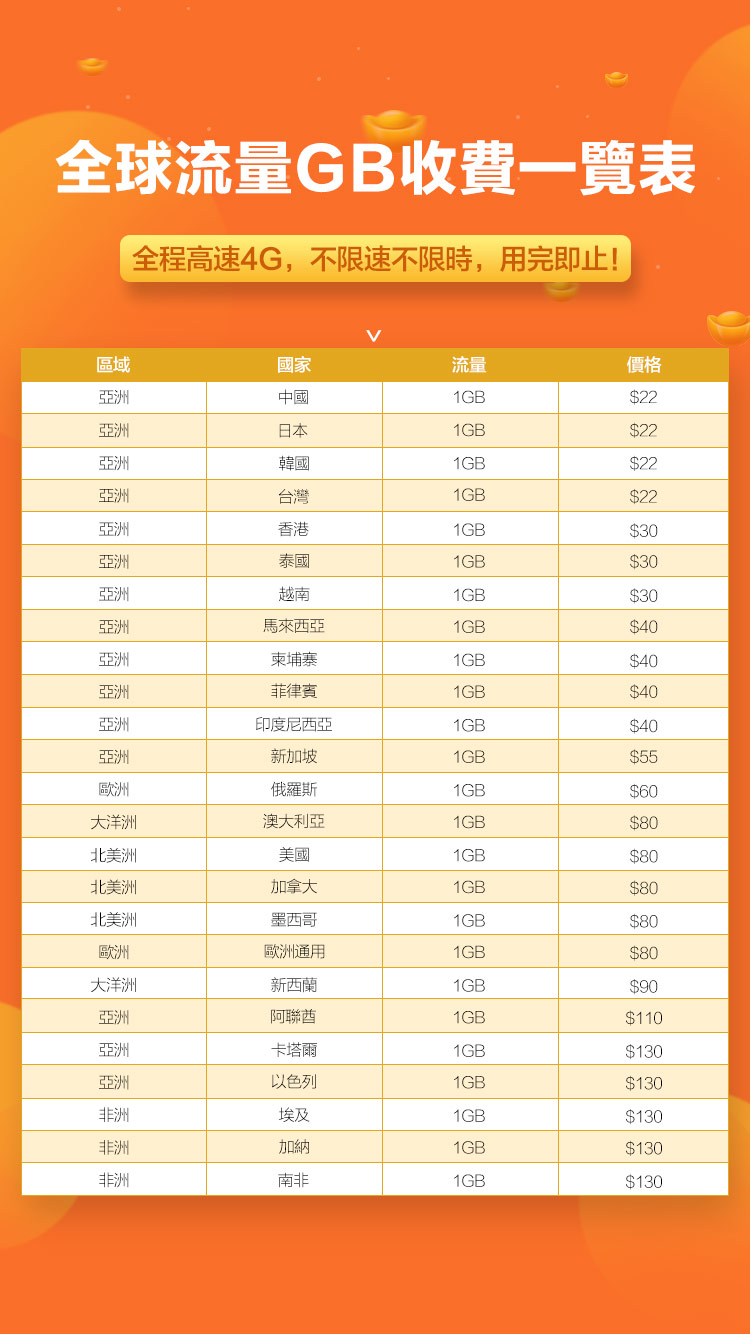 全球流量GB收費一覽表
全程高速4G，不限速不限時，用完即止！
區域 國家 流量 價格
亞洲 中國 1GB $22
亞洲 日本 1GB $22
亞洲 韓國 1GB $22
亞洲 台灣 1GB $22
亞洲 香港 1GB $30
亞洲 泰國 1GB $30
亞洲 越南 1GB $30
亞洲 馬來西亞 1GB $40
亞洲 柬埔寨 1GB $40
亞洲 菲律賓 1GB $40
亞洲 印度尼西亞 1GB $40
亞洲 新加坡 1GB $55
歐洲 俄羅斯 1GB $60
大洋洲 澳大利亞 1GB $80
北美洲 美國 1GB $80
北美洲 加拿大 1GB $80
北美洲 墨西哥 1GB $80
歐洲 歐洲通用 1GB $80
大洋洲 新西蘭 1GB $90
亞洲 阿聯酋 1GB $110
亞洲 卡塔爾 1GB $130
亞洲 以色列 1GB $130
非洲 埃及 1GB $130
非洲 加納 1GB $130
非洲 南非 1GB $130